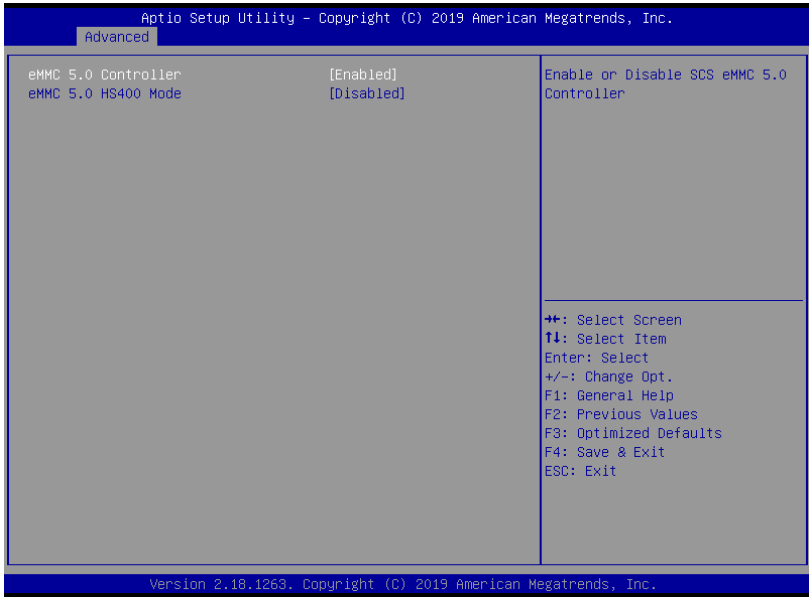 Aptio Setup Utility – Copyright (C) 2019 American Megatrends, Inc.
Advanced
eMMC 5.0 Controller [Enabled]
eMMC 5.0 HS400 Mode [Disabled]
Enable or Disable SCS eMMC 5.0
Controller
→←: Select Screen
↑↓: Select Item
Enter: Select
+/-: Change Opt.
F1: General Help
F2: Previous Values
F3: Optimized Defaults
F4: Save & Exit
ESC: Exit
Version 2.18.1263. Copyright (C) 2019 American Megatrends, Inc.